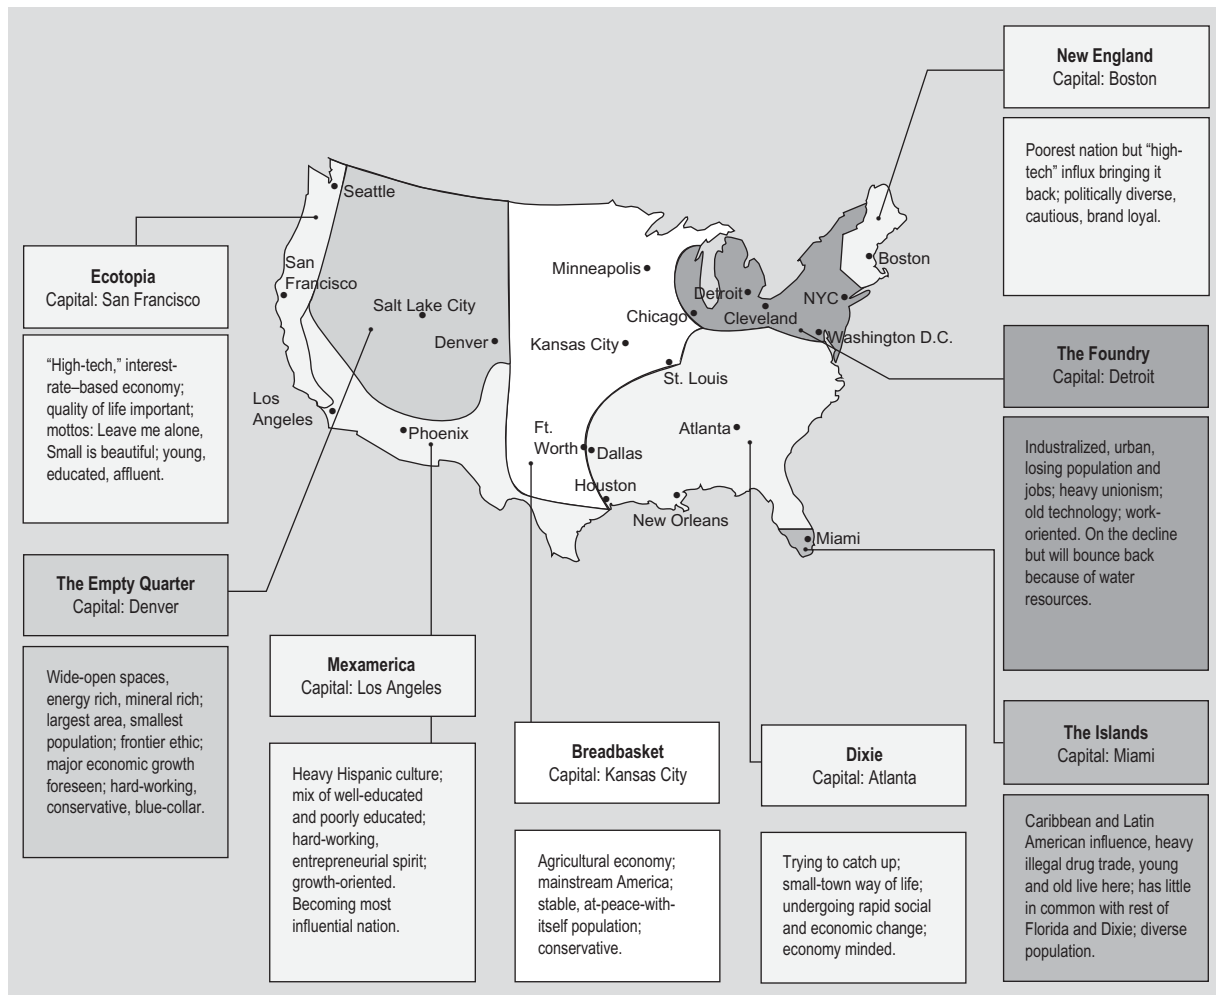 New England
Capital: Boston
Poorest nation but “high-
tech” influx bringing it
back; politically diverse,
cautious, brand loyal.
Seattle
San
Francisco
Ecotopia
Capital: San Francisco
“High-tech,” interest-
rate–based economy;
quality of life important;
mottos: Leave me alone,
Small is beautiful; young,
educated, affluent.
Salt Lake City
Denver
Los
Angeles
Phoenix
Minneapolis
Chicago
Kansas City
St. Louis
Ft.
Worth
Dallas
Houston
New Orleans
Atlanta
Detroit
Cleveland
NYC
Boston
Washington D.C.
Miami
The Foundry
Capital: Detroit
Industralized, urban,
losing population and
jobs; heavy unionism;
old technology; work-
oriented. On the decline
but will bounce back
because of water
resources.
The Empty Quarter
Capital: Denver
Wide-open spaces,
energy rich, mineral rich;
largest area, smallest
population; frontier ethic;
major economic growth
foreseen; hard-working,
conservative, blue-collar.
Mexamerica
Capital: Los Angeles
Heavy Hispanic culture;
mix of well-educated
and poorly educated;
hard-working,
entrepreneurial spirit;
growth-oriented.
Becoming most
influential nation.
Breadbasket
Capital: Kansas City
Agricultural economy;
mainstream America;
stable, at-peace-with-
itself population;
conservative.
Dixie
Capital: Atlanta
Trying to catch up;
small-town way of life;
undergoing rapid social
and economic change;
economy minded.
The Islands
Capital: Miami
Caribbean and Latin
American influence, heavy
illegal drug trade, young
and old live here; has little
in common with rest of
Florida and Dixie; diverse
population.